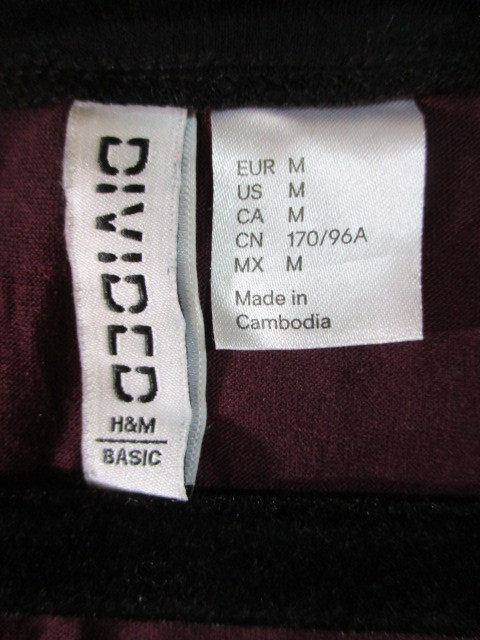 DIVIDED
H&M
BASIC
EUR M
US M
CA M
CN 170/96A
MX M
Made in
Cambodia